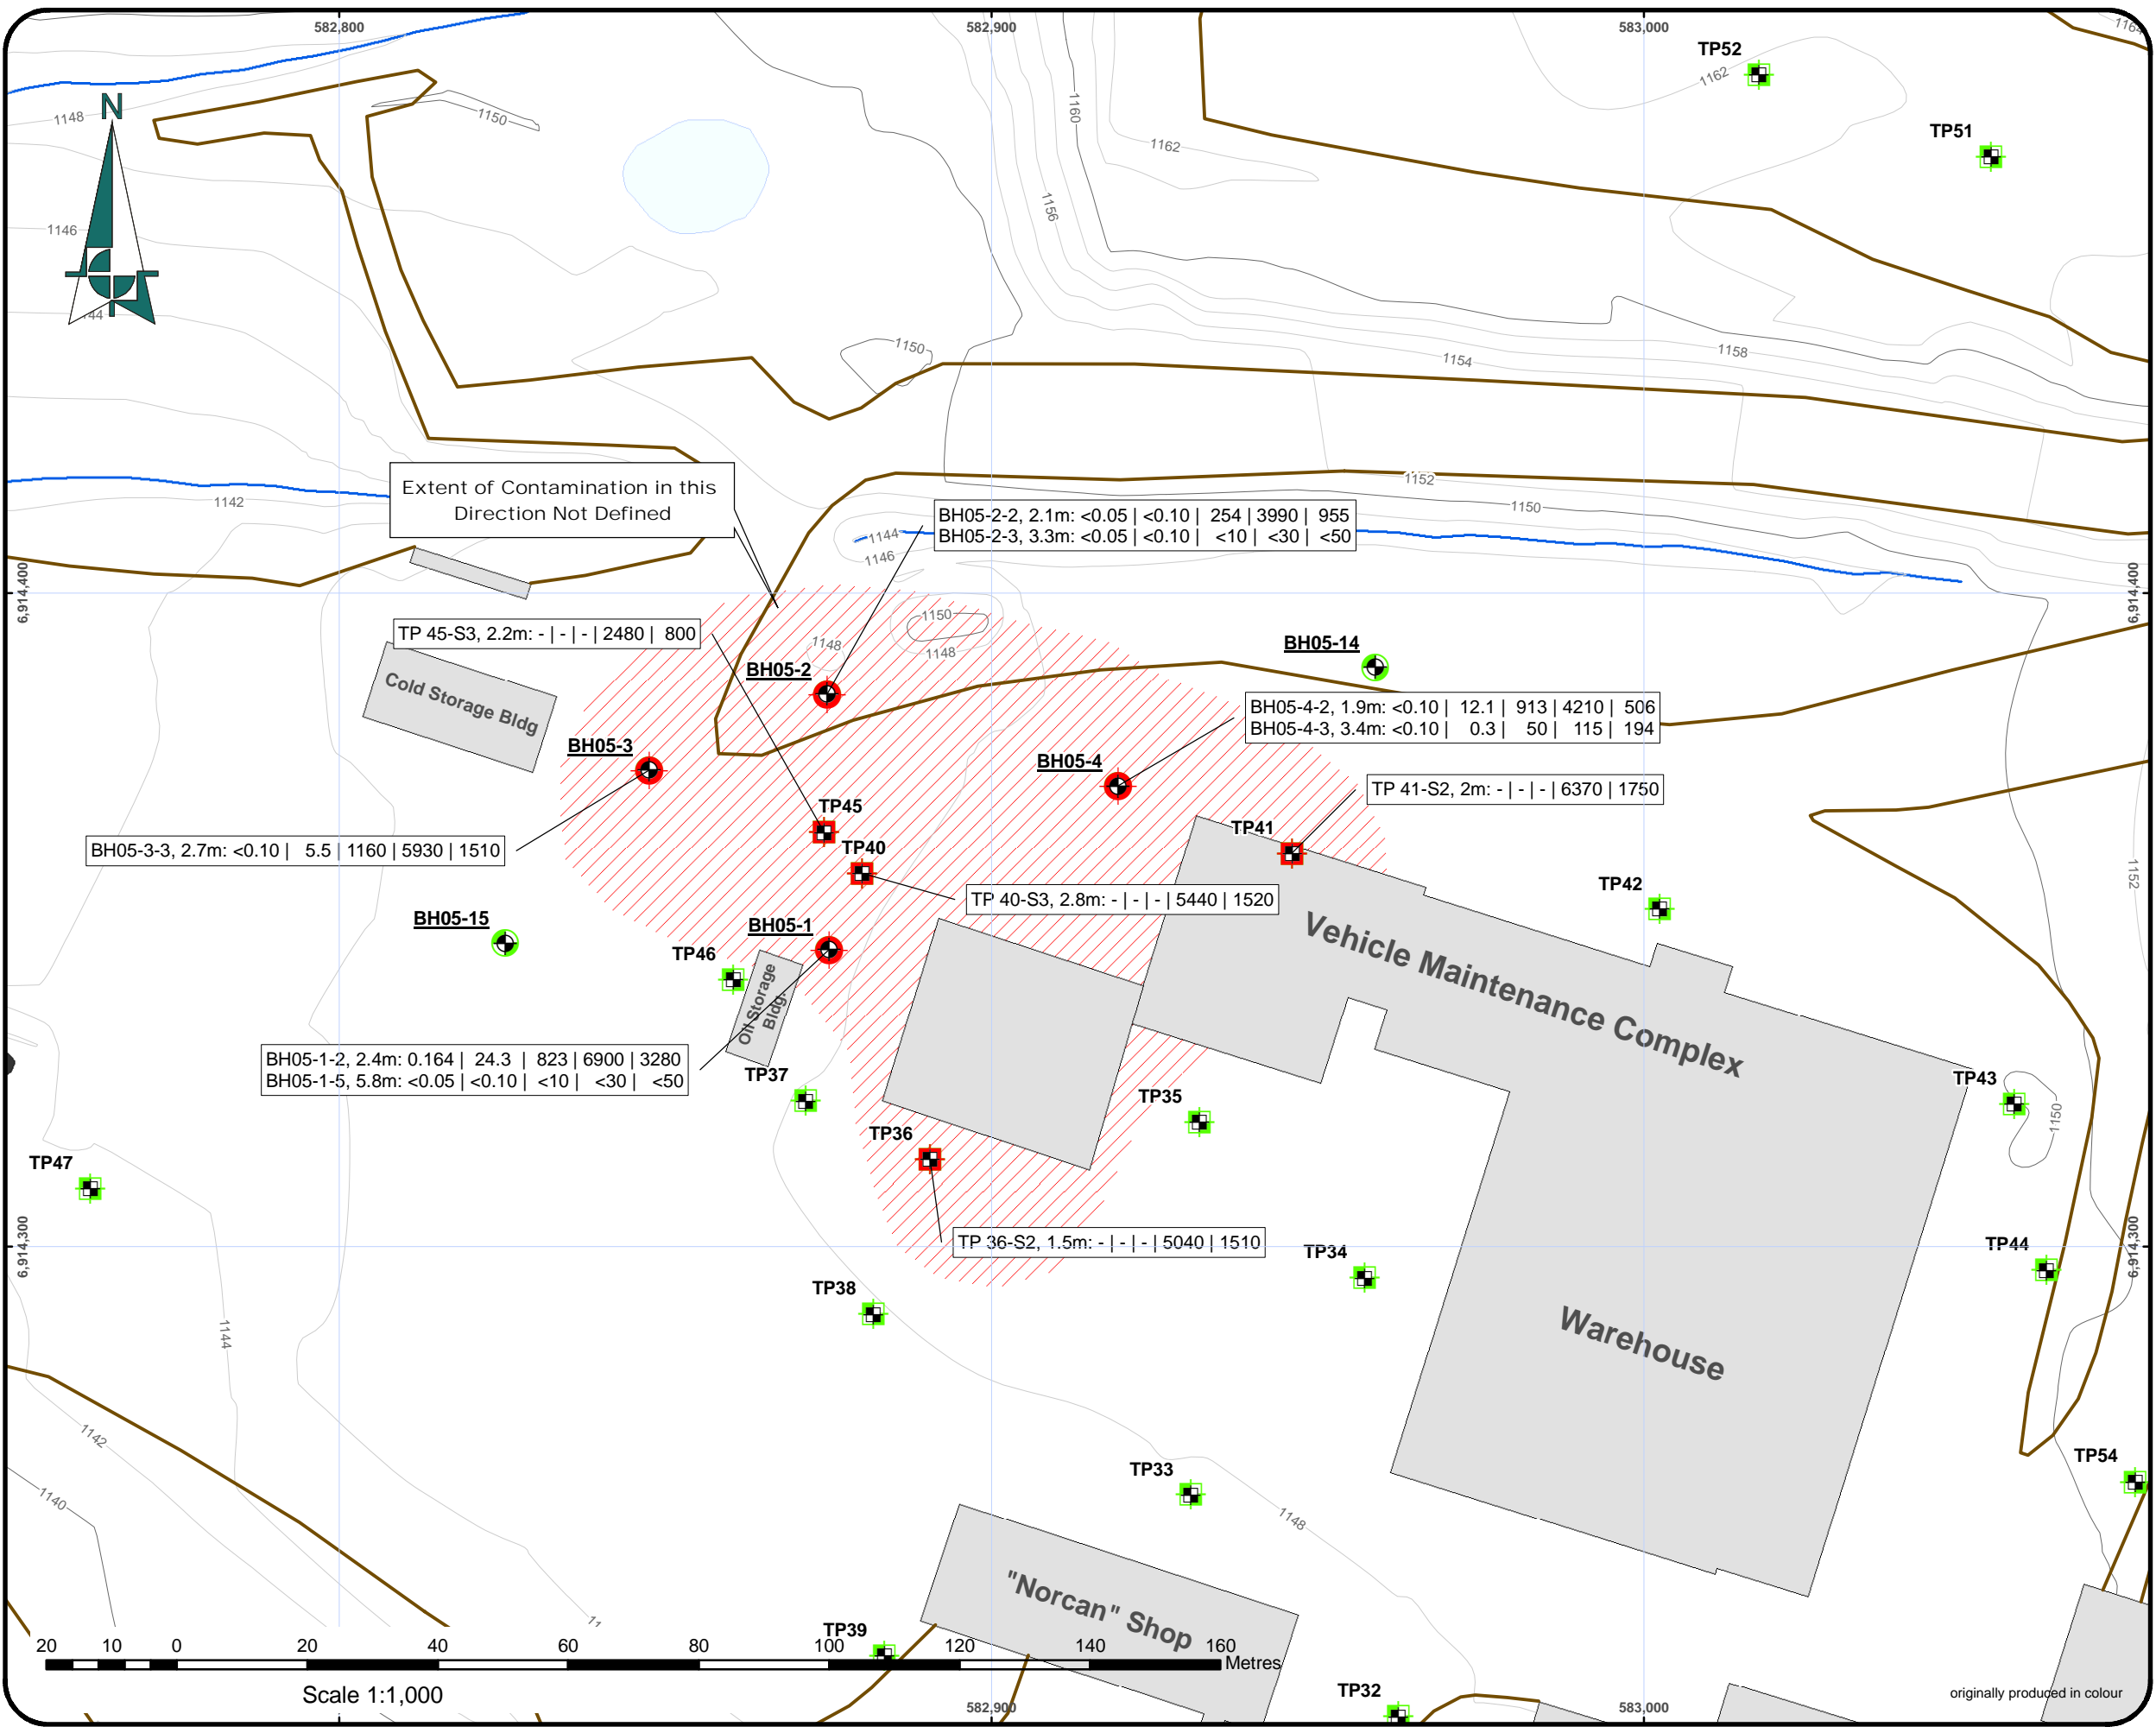 582,800
582,900
583,000
TP52
1162
1164
1148
1150
1160
TP51
1162
1156
1146
44
1150
1154
1158
Extent of Contamination in this
Direction Not Defined
1142
1152
1150
BH05-2-2, 2.1m: <0.05 | <0.10 | 254 | 3990 | 955
BH05-2-3, 3.3m: <0.05 | <0.10 | <10 | <30 | <50
1144
1146
6,914,400
6,914,400
TP 45-S3, 2.2m: - | - | - | 2480 | 800
1150
1148
1148
BH05-14
BH05-2
Cold Storage Bldg
BH05-4-2, 1.9m: <0.10 | 12.1 | 913 | 4210 | 506
BH05-4-3, 3.4m: <0.10 | 0.3 | 50 | 115 | 194
BH05-3
BH05-4
TP 41-S2, 2m: - | - | - | 6370 | 1750
TP45
TP41
BH05-3-3, 2.7m: <0.10 | 5.5 | 1160 | 5930 | 1510
TP40
1152
TP42
TP 40-S3, 2.8m: - | - | - | 5440 | 1520
BH05-15
BH05-1
TP46
Vehicle Maintenance Complex
Oil Storage
Bldg.
BH05-1-2, 2.4m: 0.164 | 24.3 | 823 | 6900 | 3280
BH05-1-5, 5.8m: <0.05 | <0.10 | <10 | <30 | <50
TP37
TP35
TP43
1150
TP36
TP47
6,914,300
6,914,300
TP 36-S2, 1.5m: - | - | - | 5040 | 1510
TP34
TP44
TP38
1144
Warehouse
1142
TP33
TP54
1140
1148
"Norcan" Shop
11
TP39
20 10 0 20 40 60 80 100 120 140 160
Metres
Scale 1:1,000
TP32
582,900
583,000
originally produced in colour
N